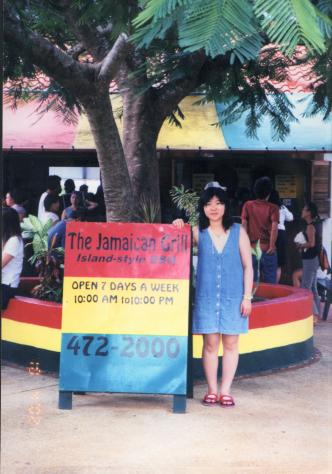 The Jamaican Grill
Island-style BBQ
OPEN 7 DAYS A WEEK
10:00 AM to 10:00 PM
472-2000